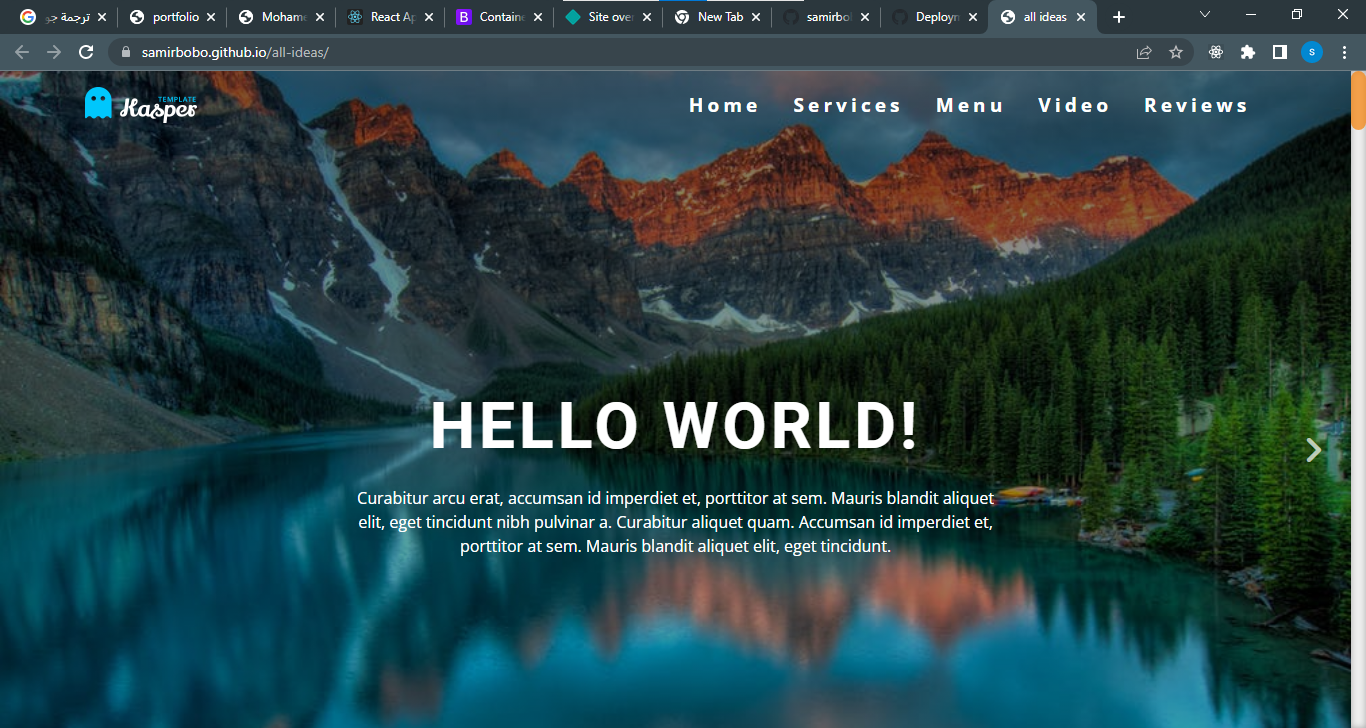 ترجمة جو
portfolio
Mohame
React Ap
B
Containe
Site over
New Tab
samirbo
Deploym
all ideas
samirbobo.github.io/all-ideas/
s
TEMPLATE
Kasper
Home Services Menu Video Reviews
HELLO WORLD!
Curabitur arcu erat, accumsan id imperdiet et, porttitor at sem. Mauris blandit aliquet
elit, eget tincidunt nibh pulvinar a. Curabitur aliquet quam. Accumsan id imperdiet et,
porttitor at sem. Mauris blandit aliquet elit, eget tincidunt.